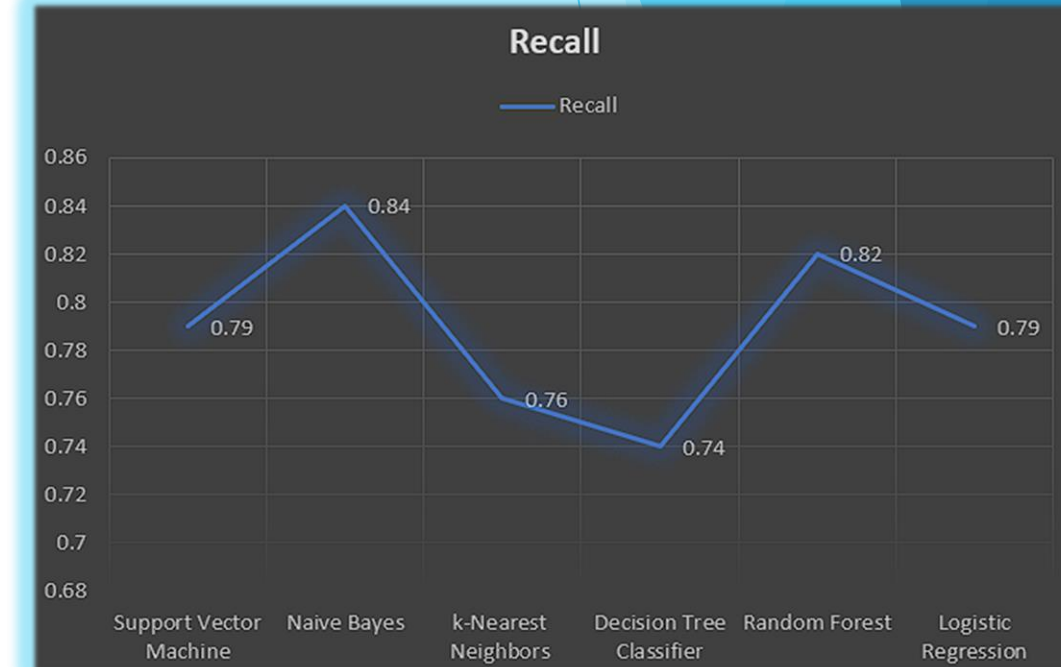 Recall
Recall
0.86
0.84
0.82
0.8
0.78
0.76
0.74
0.72
0.7
0.68
0.79
0.84
0.76
0.74
0.82
0.79
Support Vector
Machine
Naive Bayes
k-Nearest
Neighbors
Decision Tree
Classifier
Random Forest
Logistic
Regression